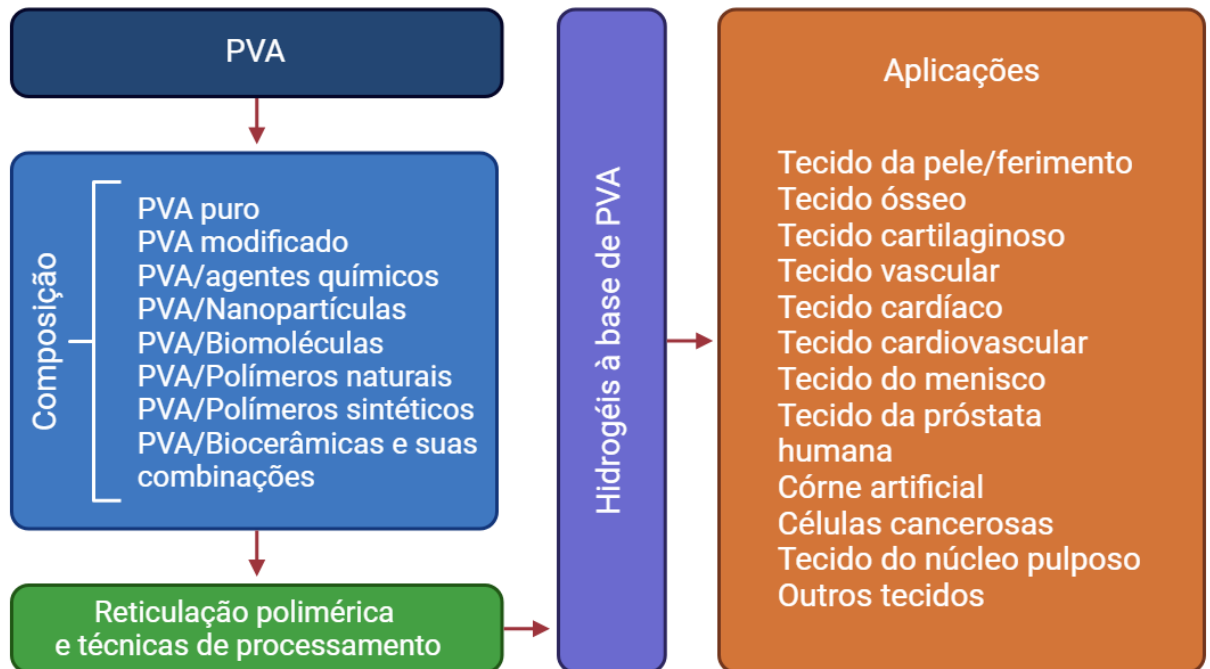 PVA
Composição
PVA puro
PVA modificado
PVA/agentes químicos
PVA/Nanopartículas
PVA/Biomoléculas
PVA/Polímeros naturais
PVA/Polímeros sintéticos
PVA/Biocerâmicas e suas
combinações
Reticulação polimérica
e técnicas de processamento
Hidrogéis à base de PVA
Aplicações
Tecido da pele/ferimento
Tecido ósseo
Tecido cartilaginoso
Tecido vascular
Tecido cardíaco
Tecido cardiovascular
Tecido do menisco
Tecido da próstata
humana
Córne artificial
Células cancerosas
Tecido do núcleo pulposo
Outros tecidos